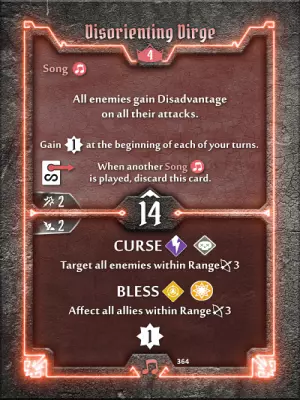 Disorienting Dirge
4
Song
All enemies gain Disadvantage
on all their attacks.
Gain 1 at the beginning of each of your turns.
When another Song
is played, discard this card.
2
14
2
CURSE
Target all enemies within Range 3
BLESS
Affect all allies within Range 3
1
364